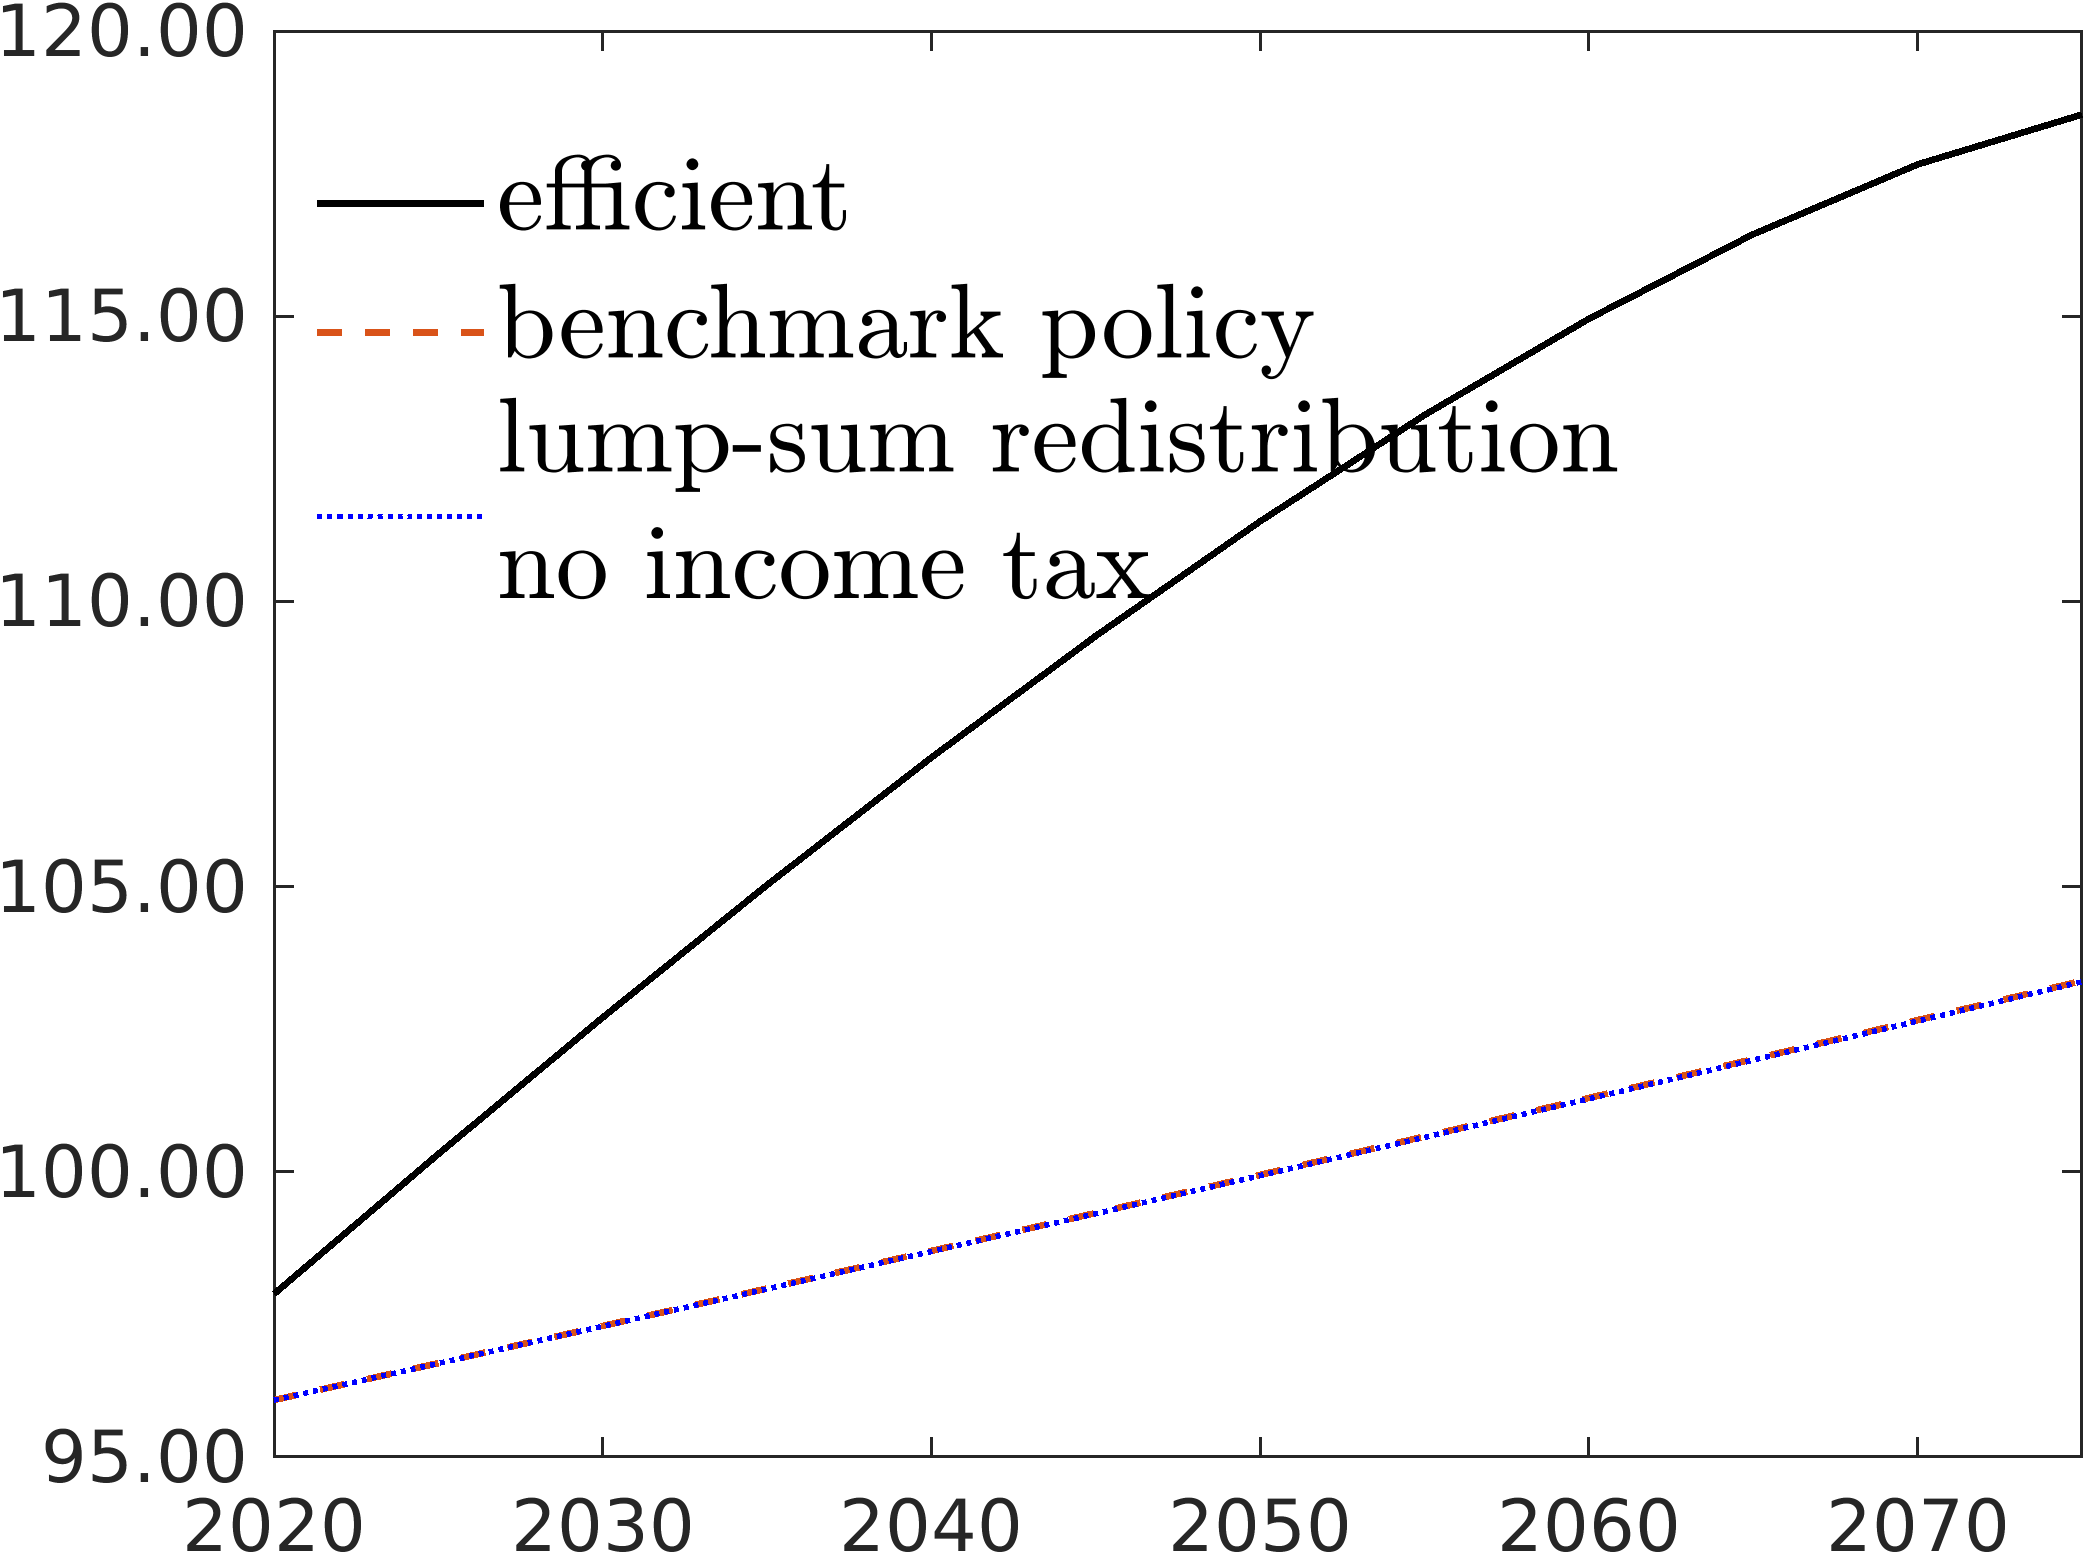 120.00
115.00
110.00
105.00
100.00
95.00
efficient
benchmark policy
lump-sum redistribution
no income tax
2020 2030 2040 2050 2060 2070